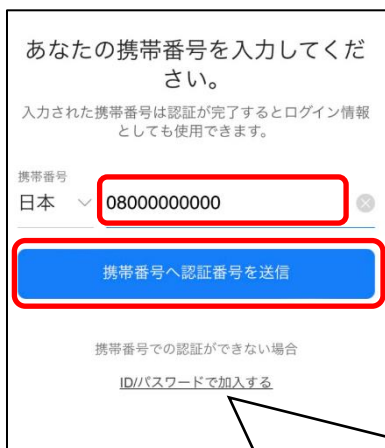 あなたの携帯番号を入力してくだ
さい。
入力された携帯番号は認証が完了するとログイン情報
としても使用できます。
携帯番号
日本 08000000000
携帯番号へ認証番号を送信
携帯番号での認証ができない場合
ID/パスワードで加入する